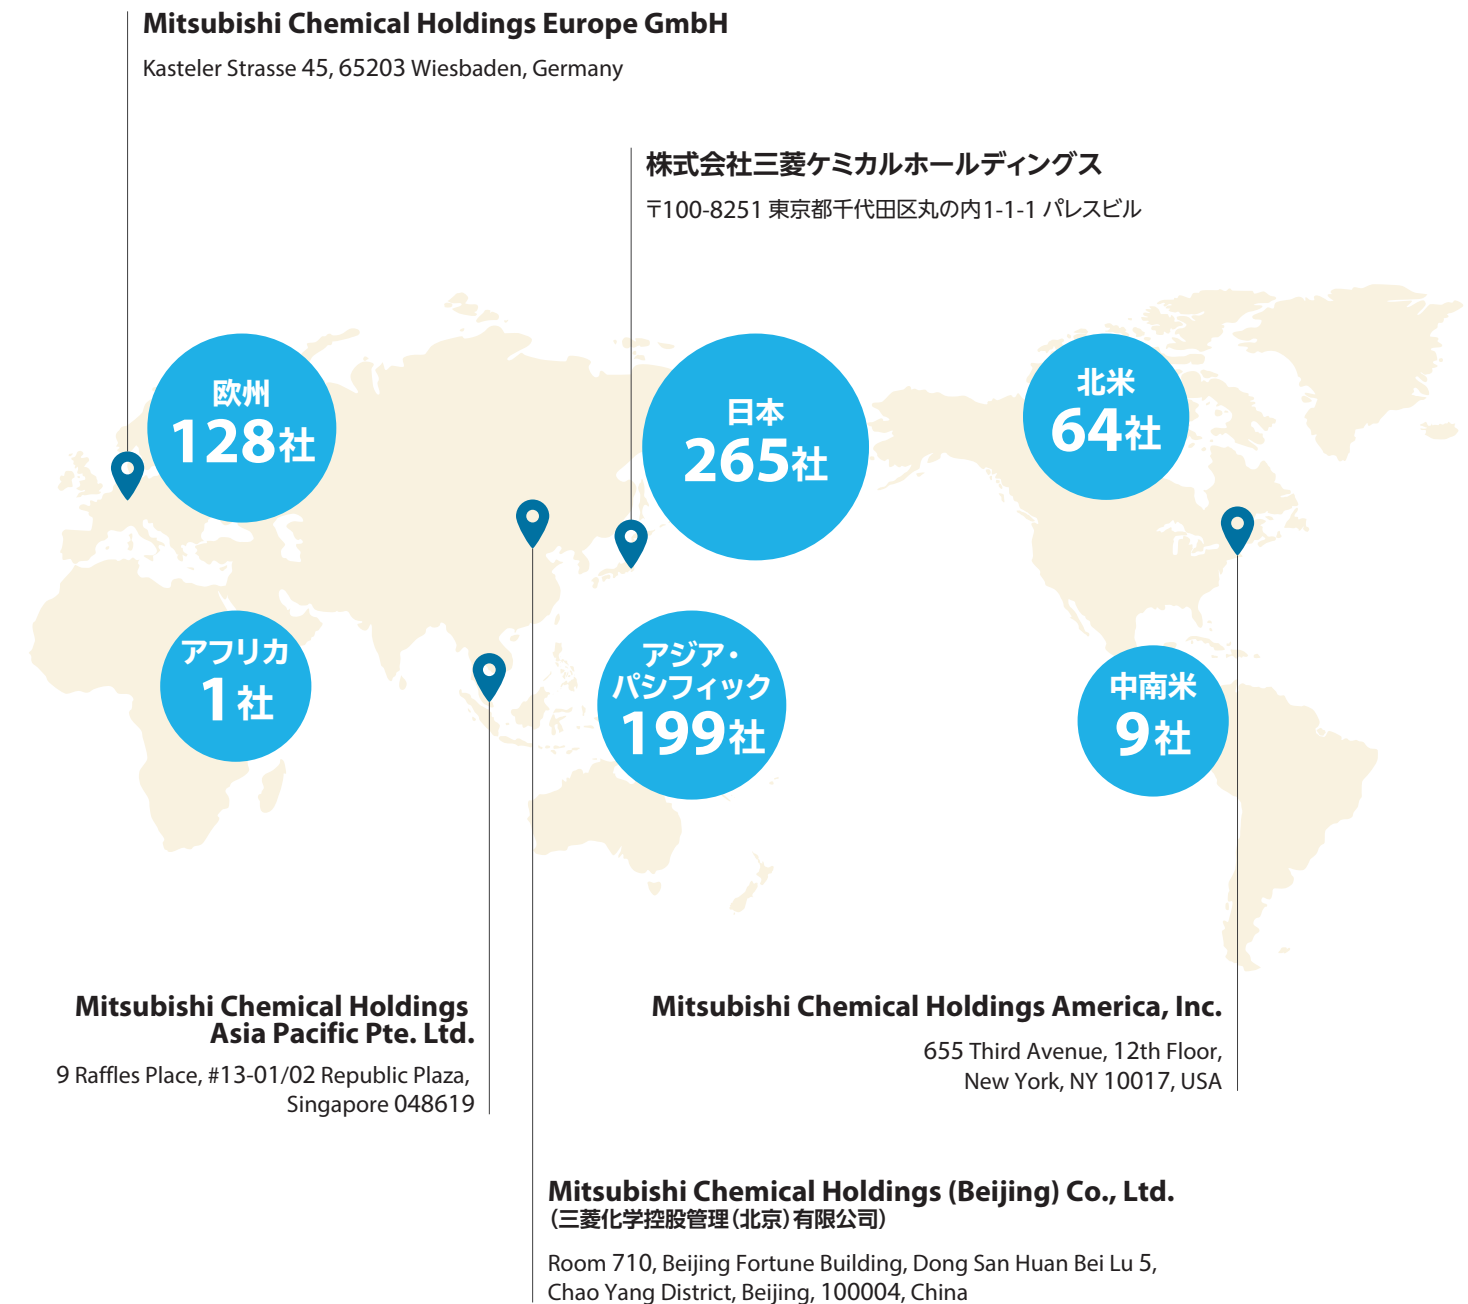 Mitsubishi Chemical Holdings Europe GmbH
Kasteler Strasse 45, 65203 Wiesbaden, Germany
株式会社三菱ケミカルホールディングス
〒100-8251 東京都千代田区丸の内1-1-1 パレスビル
欧州
128社
日本
265社
北米
64社
アフリカ
1社
アジア・
パシフィック
199社
中南米
9社
Mitsubishi Chemical Holdings
Asia Pacific Pte. Ltd.
9 Raffles Place, #13-01/02 Republic Plaza,
Singapore 048619
Mitsubishi Chemical Holdings America, Inc.
655 Third Avenue, 12th Floor,
New York, NY 10017, USA
Mitsubishi Chemical Holdings (Beijing) Co., Ltd.
（三菱化学控股管理（北京）有限公司）
Room 710, Beijing Fortune Building, Dong San Huan Bei Lu 5,
Chao Yang District, Beijing, 100004, China